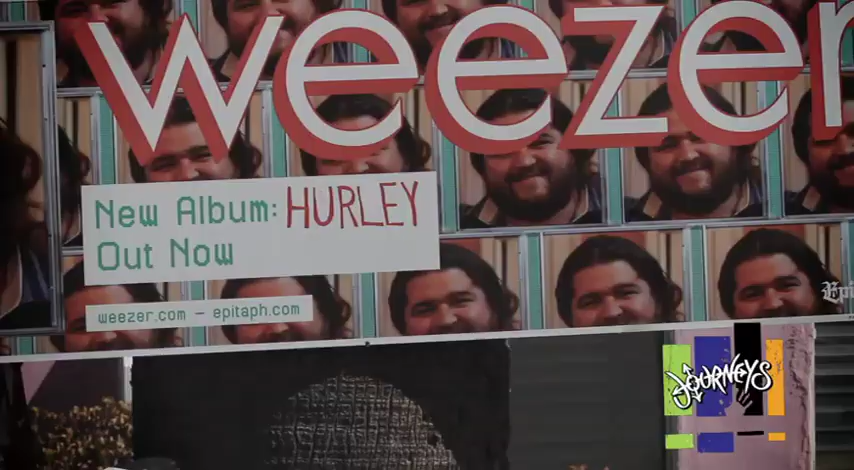 weezer
New Album: HURLEY
Out Now
weezer.com – epitaph.com
JOURNEYS